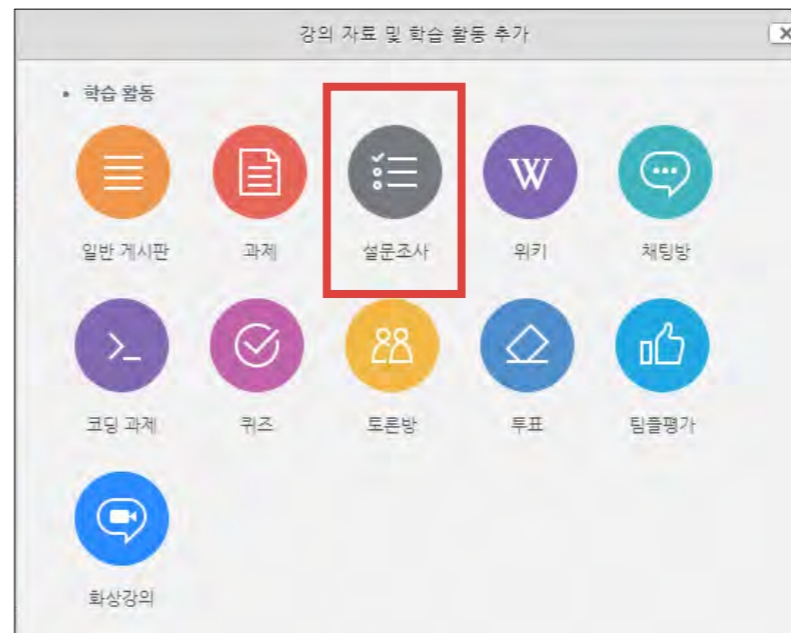 강의 자료 및 학습 활동 추가
• 학습 활동
일반 게시판 과제 설문조사 위키 채팅방
코딩 과제 퀴즈 토론방 투표 팀플평가
화상강의